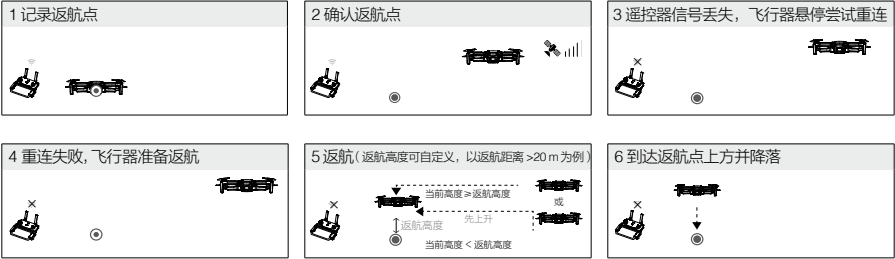 1 记录返航点
2 确认返航点
3 遥控器信号丢失，飞行器悬停尝试重连
4 重连失败, 飞行器准备返航
5 返航( 返航高度可自定义，以返航距离 >20 m 为例)
当前高度≥返航高度
或
先上升
返航高度
当前高度 < 返航高度
6 到达返航点上方并降落